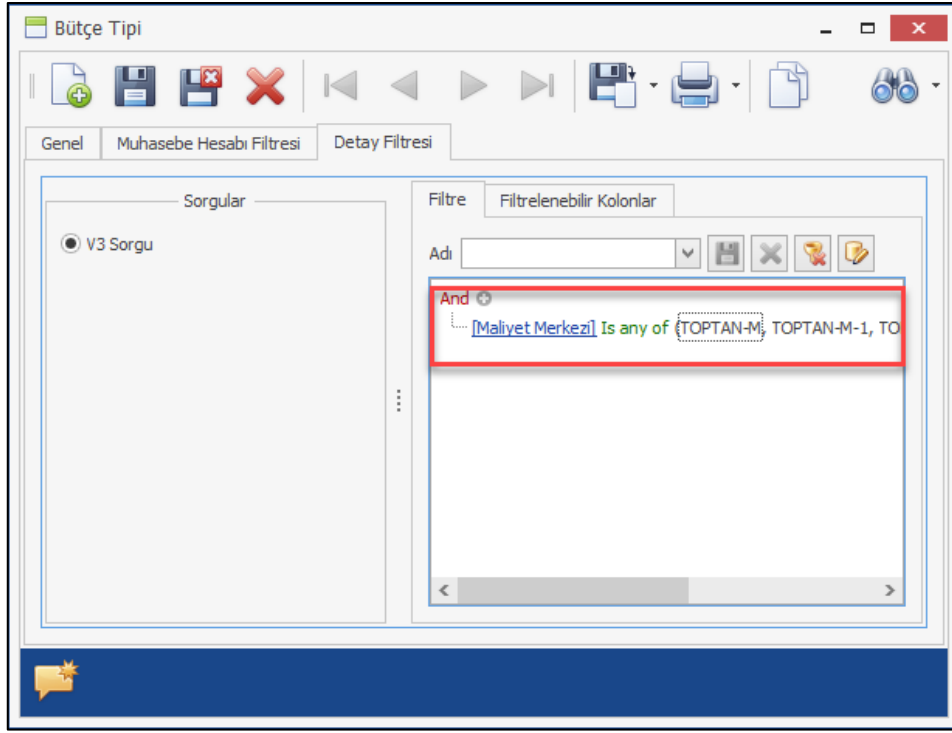 Bütçe Tipi
Genel Muhasebe Hesabı Filtresi Detay Filtresi
Sorgular
V3 Sorgu
Filtre Filtrelenebilir Kolonlar
Adı
And
[Maliyet Merkezi] Is any of (TOPTAN-M, TOPTAN-M-1, TO